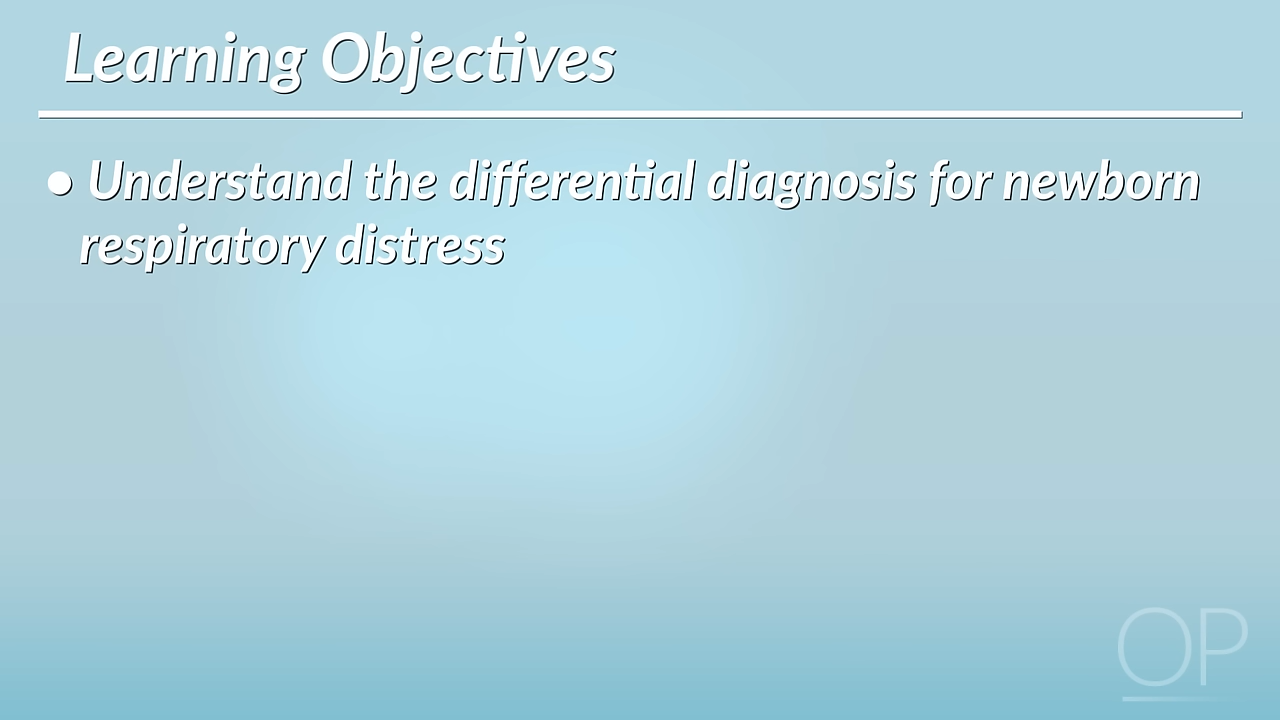 Learning Objectives
● Understand the differential diagnosis for newborn
respiratory distress
OP